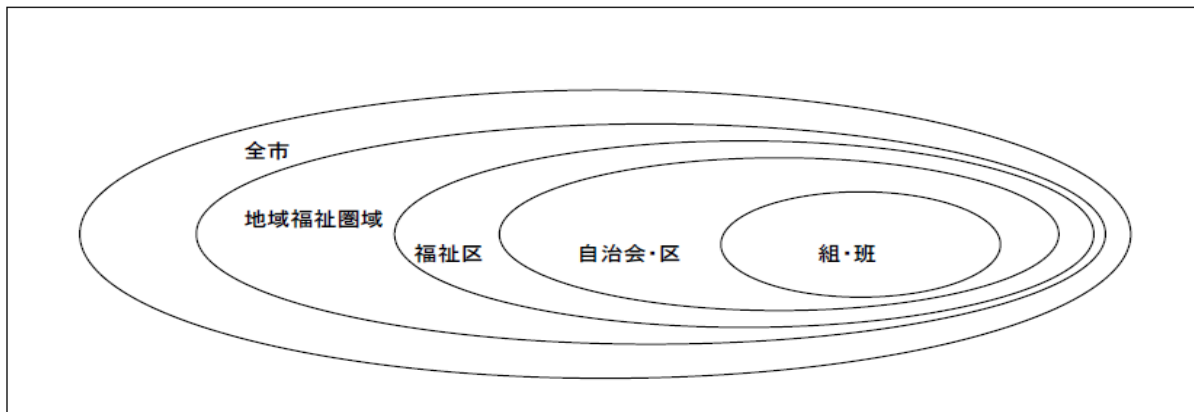 全市
地域福祉圏域
福祉区
自治会・区
組・班